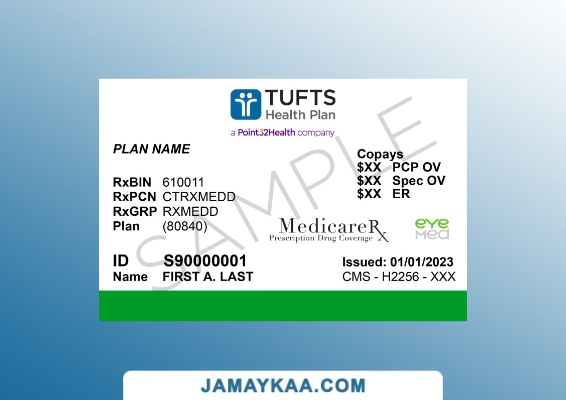 TUFTS
Health Plan
a Point32Health company
PLAN NAME
Copays
$XX PCP OV
$XX Spec OV
$XX ER
RxBIN 610011
RxPCN CTRXMEDD
RxGRP RXMEDD
Plan (80840)
SAMPLE
MedicareRx
Prescription Drug Coverage
eye
MED
ID S90000001
Name FIRST A. LAST
Issued: 01/01/2023
CMS - H2256 - XXX
JAMAYKAA.COM